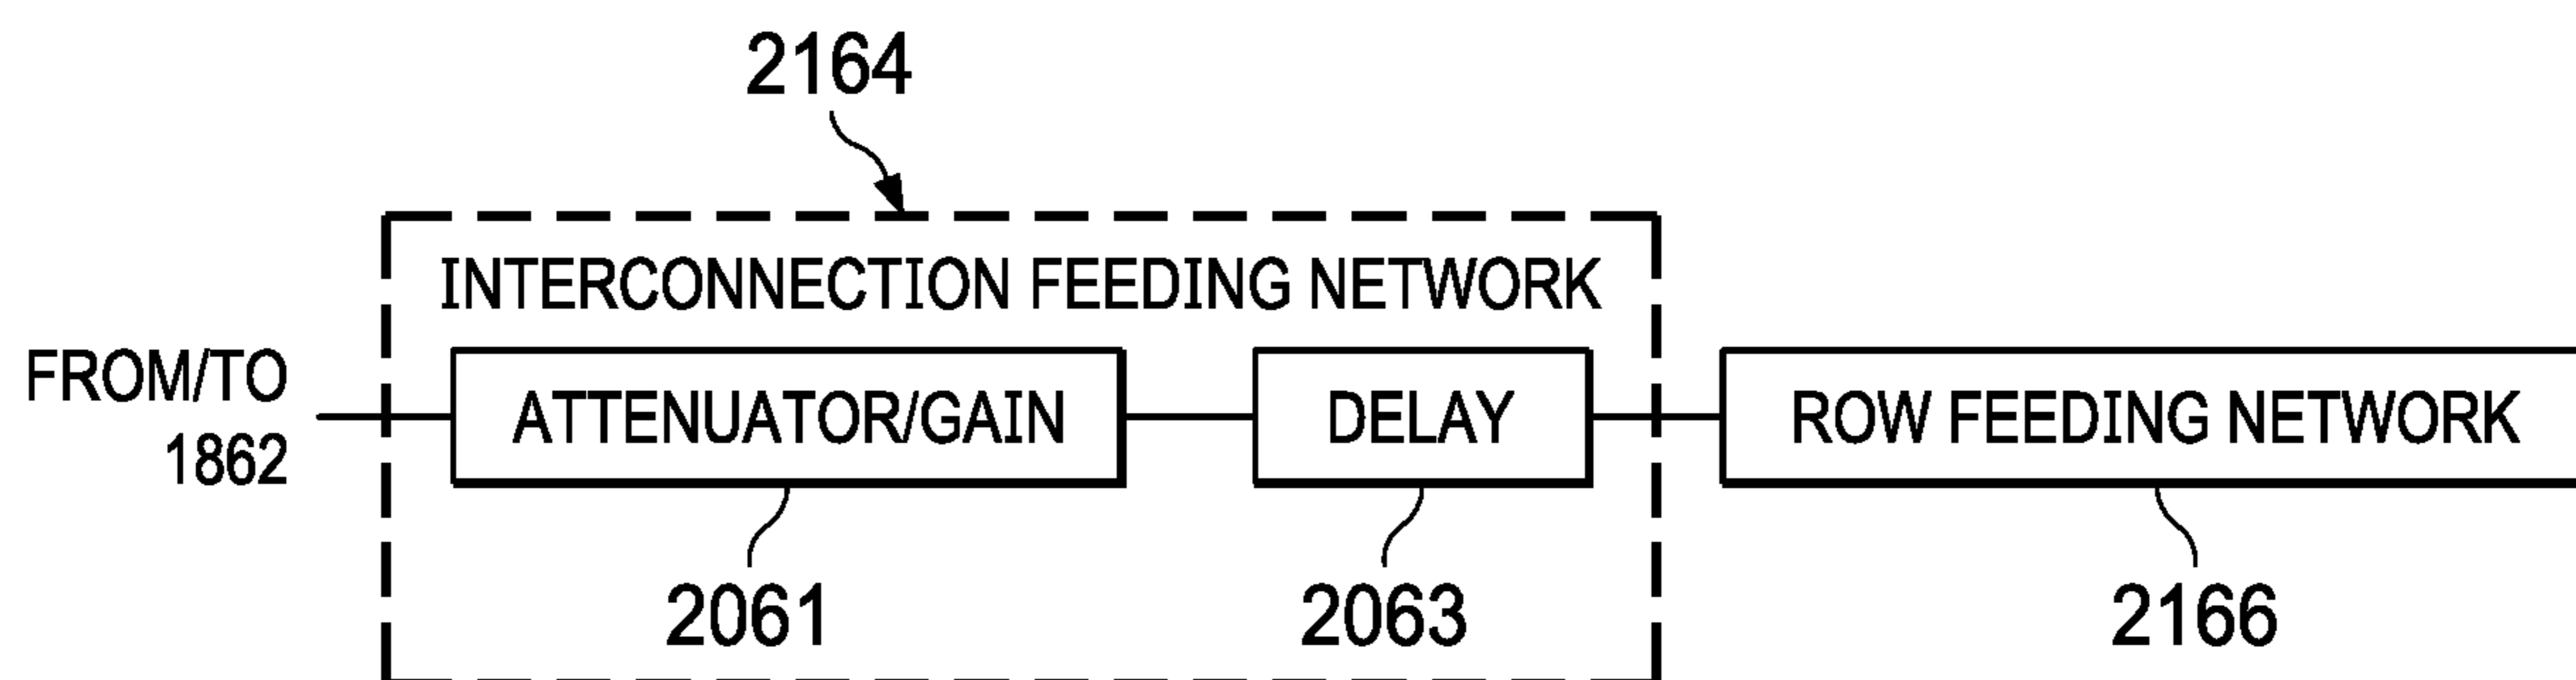 2164
INTERCONNECTION FEEDING NETWORK
FROM/TO
1862
ATTENUATOR/GAIN
DELAY
ROW FEEDING NETWORK
2061
2063
2166